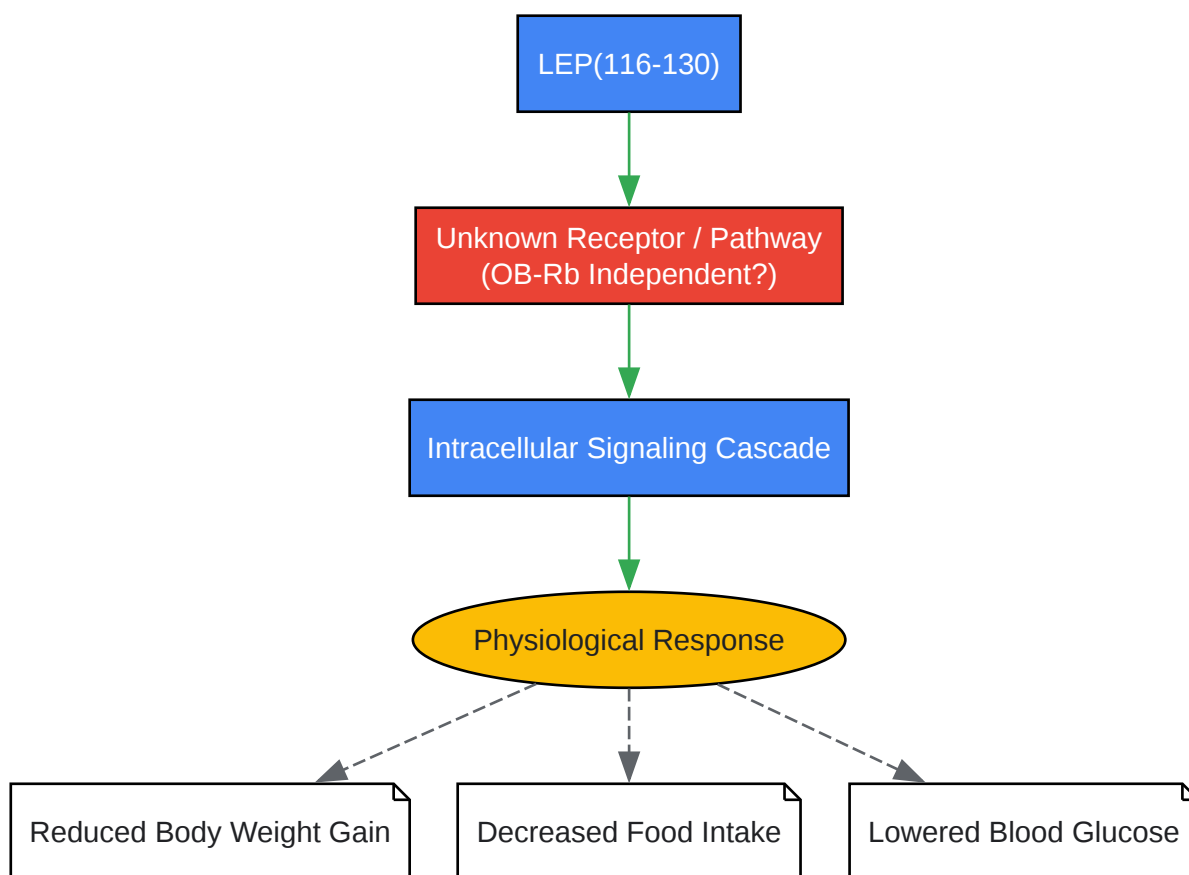 LEP(116-130)
Unknown Receptor / Pathway
(OB-Rb Independent?)
Intracellular Signaling Cascade
Physiological Response
Reduced Body Weight Gain
Decreased Food Intake
Lowered Blood Glucose